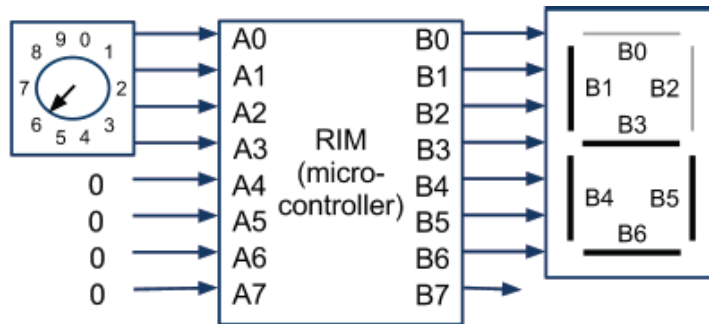 9 0
8 1
7 2
6 3
5 4
0
0
0
0
A0
A1
A2
A3
A4
A5
A6
A7
RIM
(micro-
controller)
B0
B1
B2
B3
B4
B5
B6
B7
B0
B1 B2
B3
B4 B5
B6